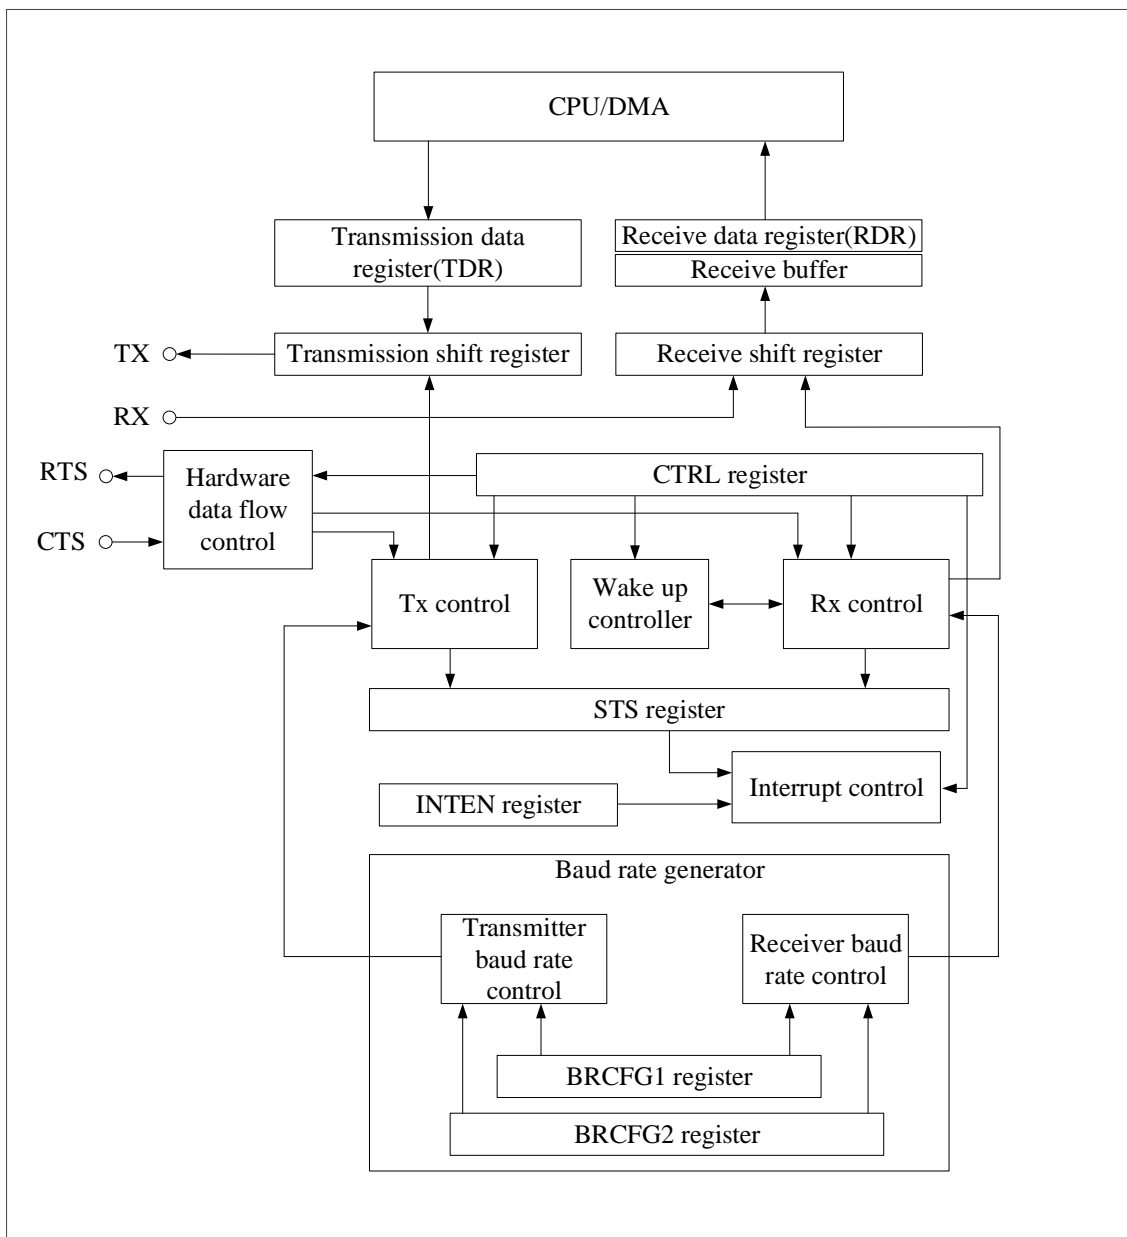 CPU/DMA
Transmission data
register(TDR)
Receive data register(RDR)
Receive buffer
TX
Transmission shift register
Receive shift register
RX
RTS
CTS
Hardware
data flow
control
CTRL register
Tx control
Wake up
controller
Rx control
STS register
Interrupt control
INTEN register
Baud rate generator
Transmitter
baud rate
control
Receiver baud
rate control
BRCFG1 register
BRCFG2 register